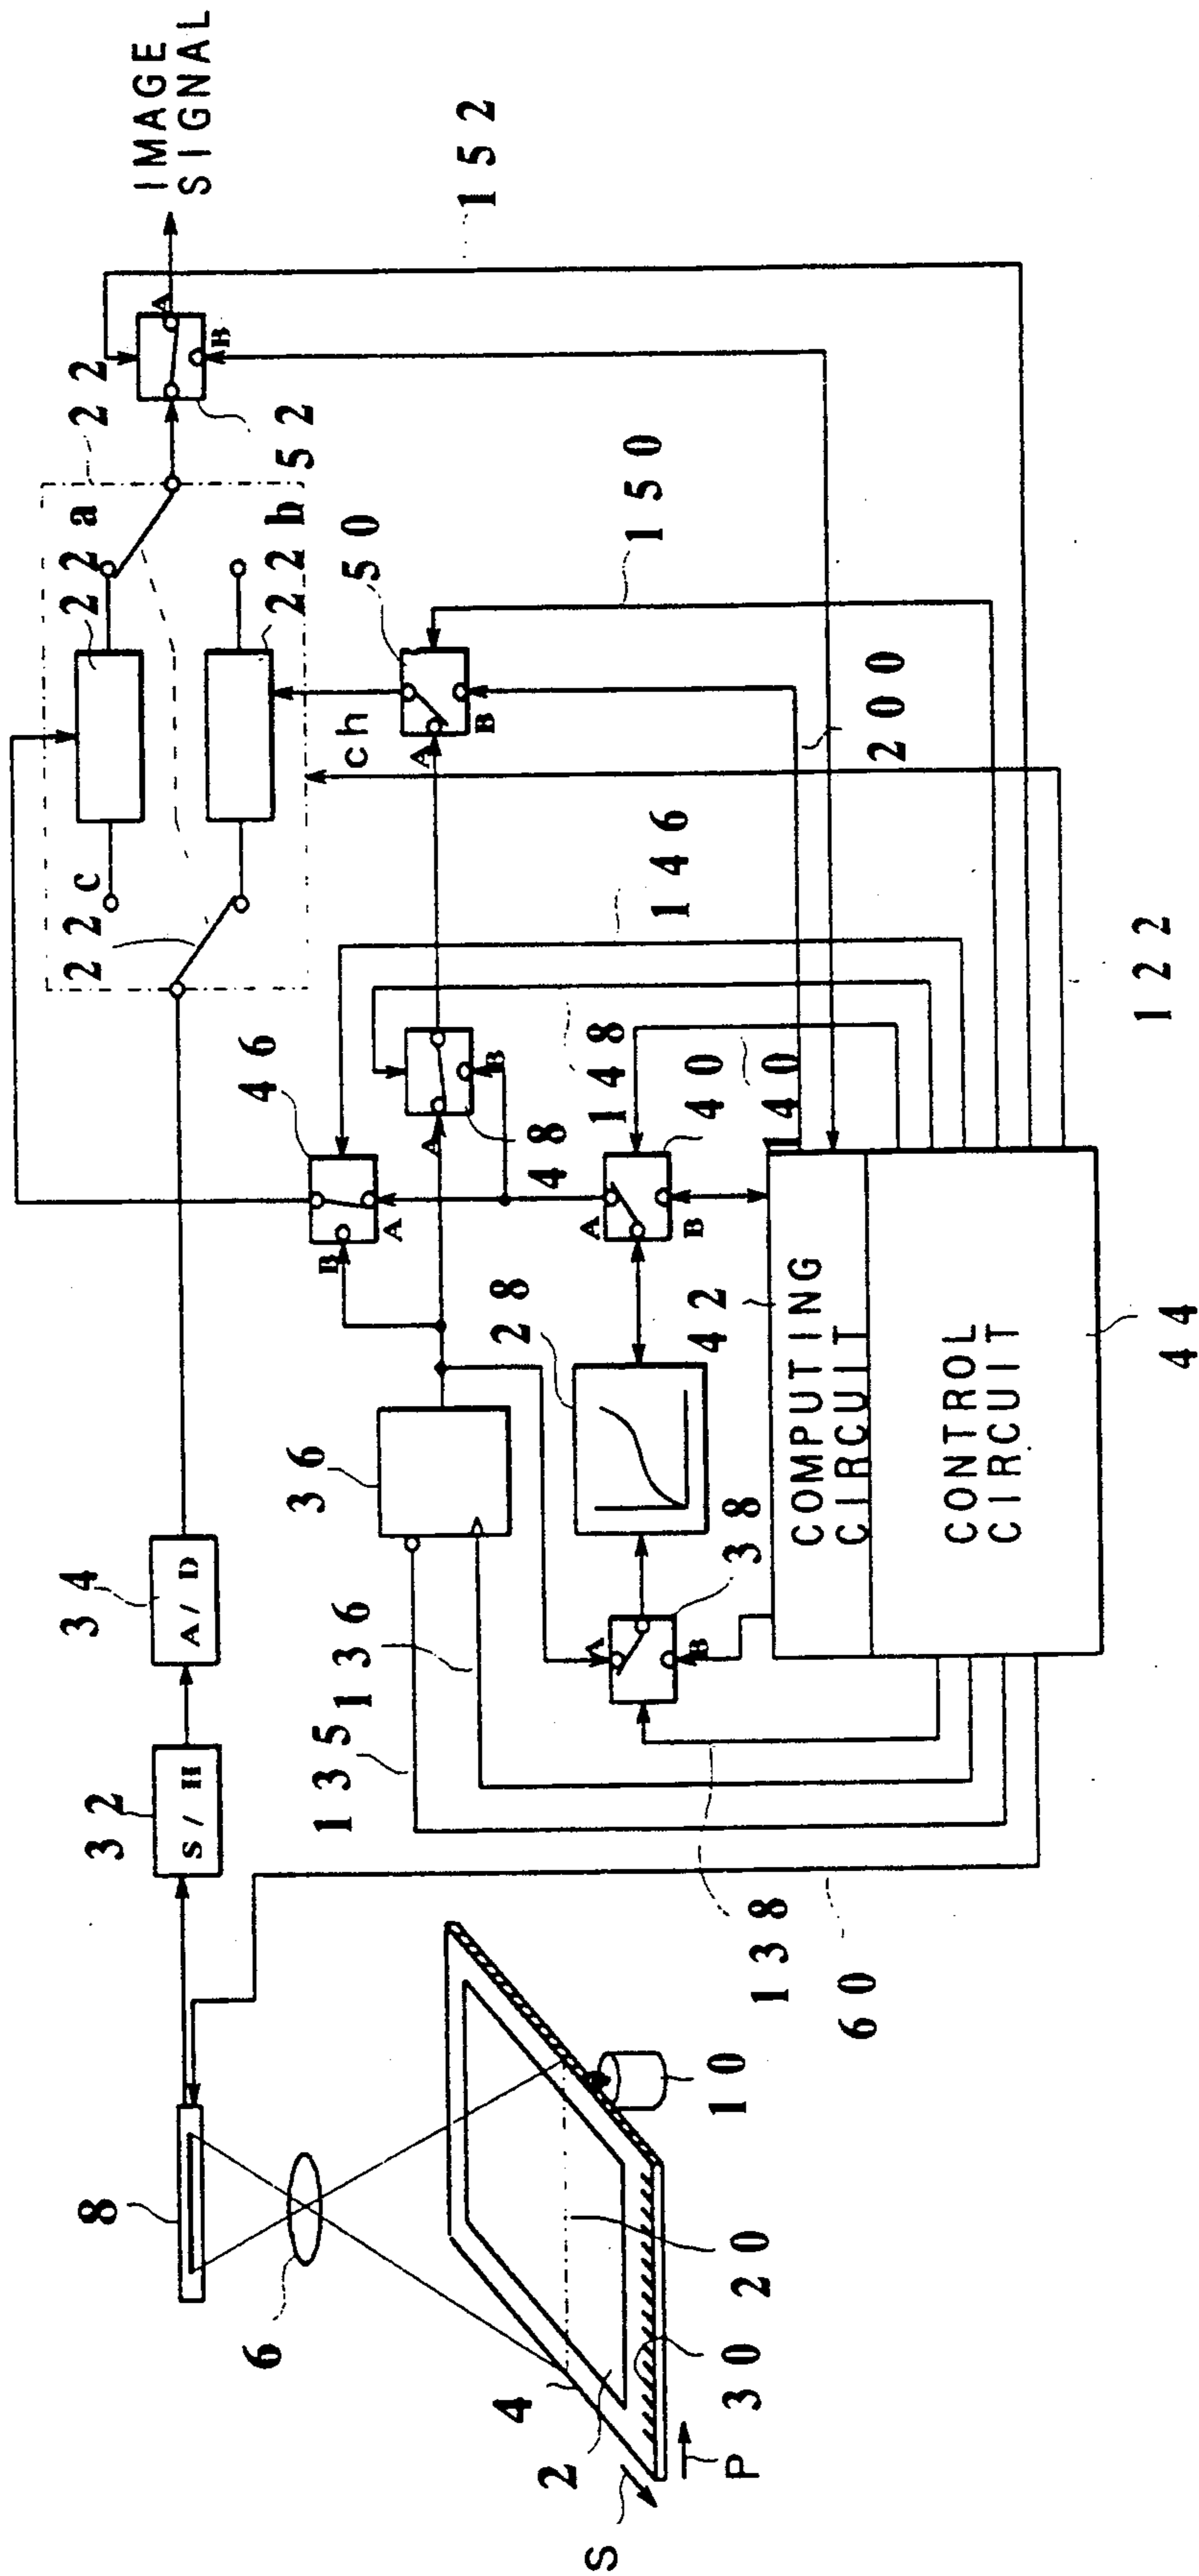 IMAGE
SIGNAL
152
22
52
22a
22b
150
50
ch
A
B
A
B
200
22c
146
122
46
148
48
40
140
A
B
A
B
A
B
28
42
COMPUTING
CIRCUIT
CONTROL
CIRCUIT
44
36
34
A/D
38
A
B
136
135
32
S/H
138
60
8
6
10
20
30
4
2
P
S